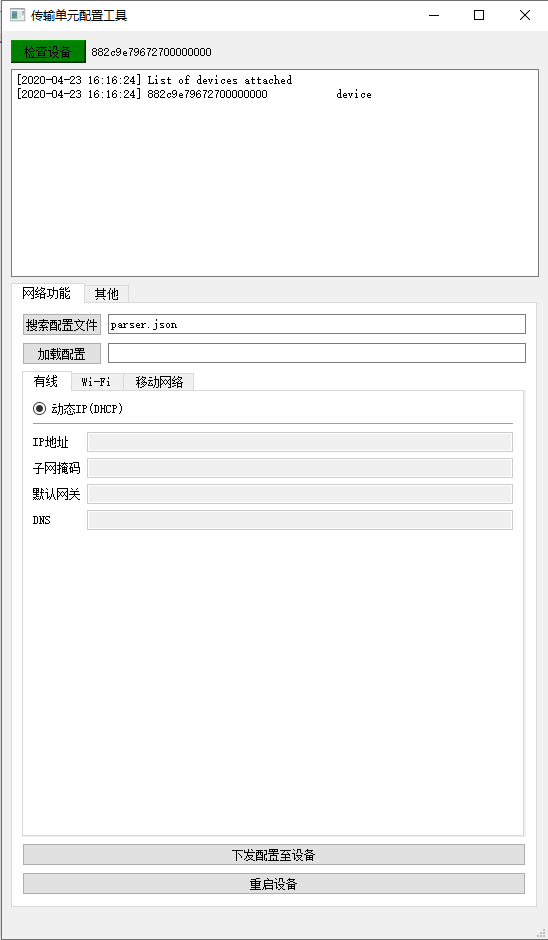 传输单元配置工具
检查设备 882c9e79672700000000
[2020-04-23 16:16:24] List of devices attached
[2020-04-23 16:16:24] 882c9e79672700000000 device
网络功能 其他
搜索配置文件 parser.json
加载配置
有线 Wi-Fi 移动网络
动态IP(DHCP)
IP地址
子网掩码
默认网关
DNS
下发配置至设备
重启设备